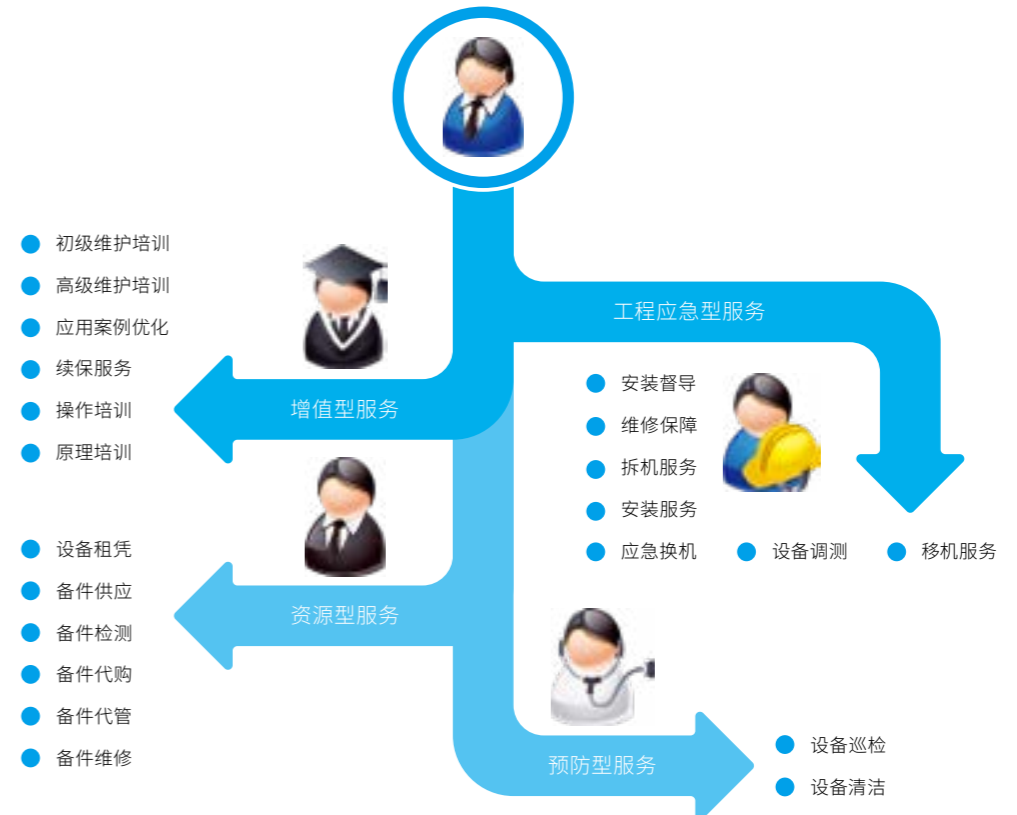 初级维护培训
高级维护培训
应用案例优化
续保服务
操作培训
原理培训
增值型服务
工程应急型服务
安装督导
维修保障
拆机服务
安装服务
应急换机
设备调测
移机服务
设备租凭
备件供应
备件检测
备件代购
备件代管
备件维修
资源型服务
预防型服务
设备巡检
设备清洁